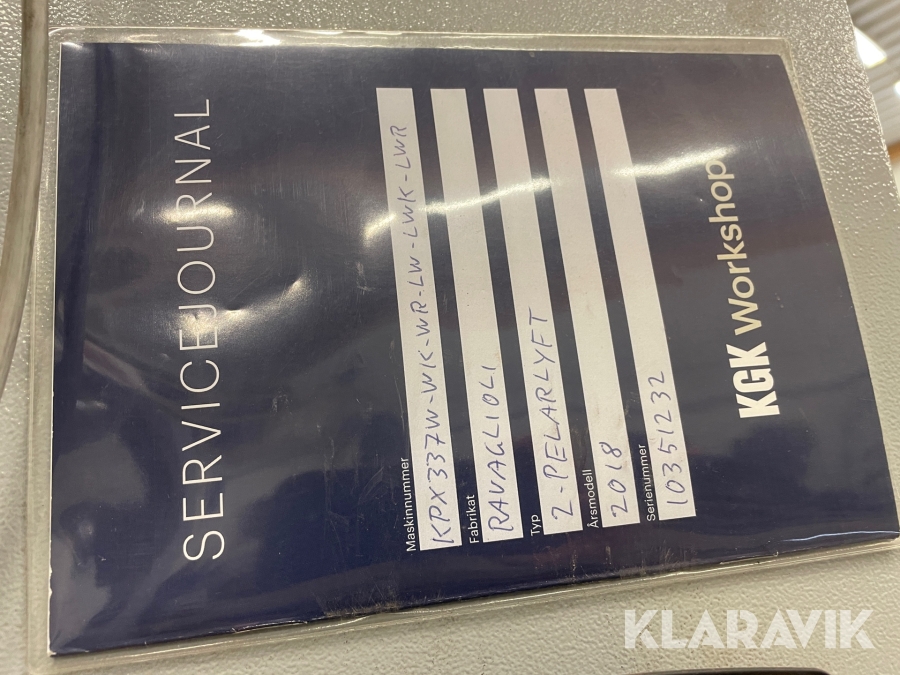 SERVICEJOURNAL
Maskinnummer
KPX337W-WK-WR-LW-LWK-LWR
Fabrikat
RAVAGLIOLI
Typ
2-PELARLYFT
Årsmodell
2018
Serienummer
10351232
KGK Workshop
KLARAVIK